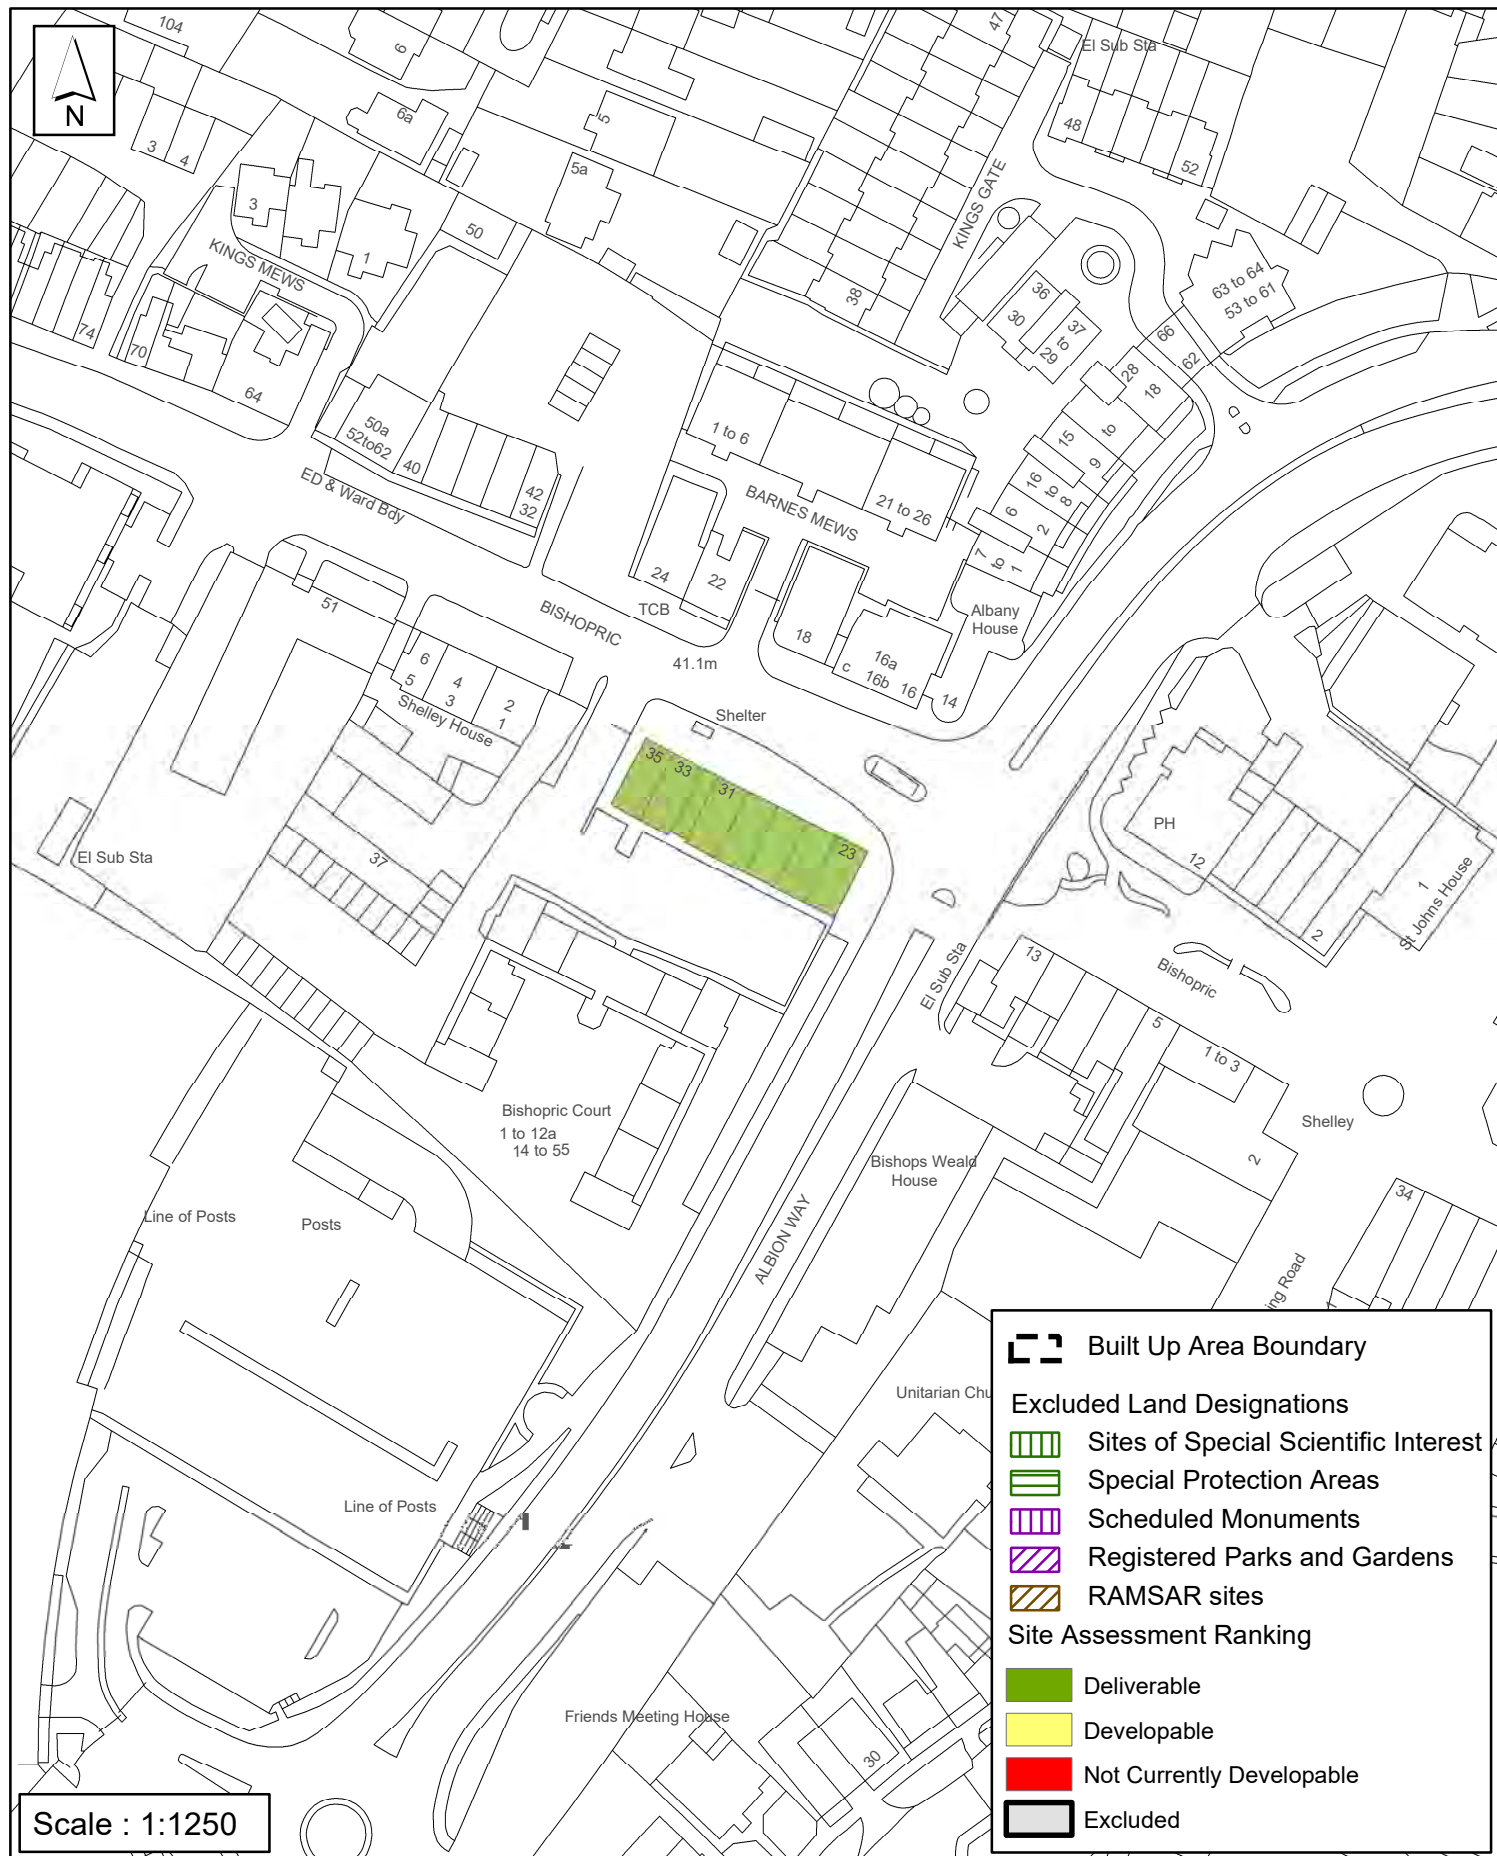 104
6
47
El Sub Sta
N
6a
5
48
3
4
5a
52
3
KINGS GATE
50
1
KINGS MEWS
63 to 64
53 to 61
38
36
30
37
to
29
66
62
74
70
64
28
18
50a
52to62
1 to 6
40
15
to
9
ED & Ward Bdy
42
32
BARNES MEWS
21 to 26
16
to
8
6
2
7
to
1
24
22
51
BISHOPRIC
TCB
Albany
House
18
41.1m
16a
c
16b
16
14
6
5
4
3
2
1
Shelley House
Shelter
35
33
31
23
PH
12
El Sub Sta
37
1
St Johns House
2
13
El Sub Sta
Bishopric
5
1 to 3
Bishopric Court
1 to 12a
14 to 55
Shelley
Bishops Weald
House
2
34
Line of Posts
Posts
ALBION WAY
ing Road
Unitarian Chu
Line of Posts
Friends Meeting House
30
Built Up Area Boundary
Excluded Land Designations
Sites of Special Scientific Interest
Special Protection Areas
Scheduled Monuments
Registered Parks and Gardens
RAMSAR sites
Site Assessment Ranking
Deliverable
Developable
Not Currently Developable
Excluded
Scale : 1:1250